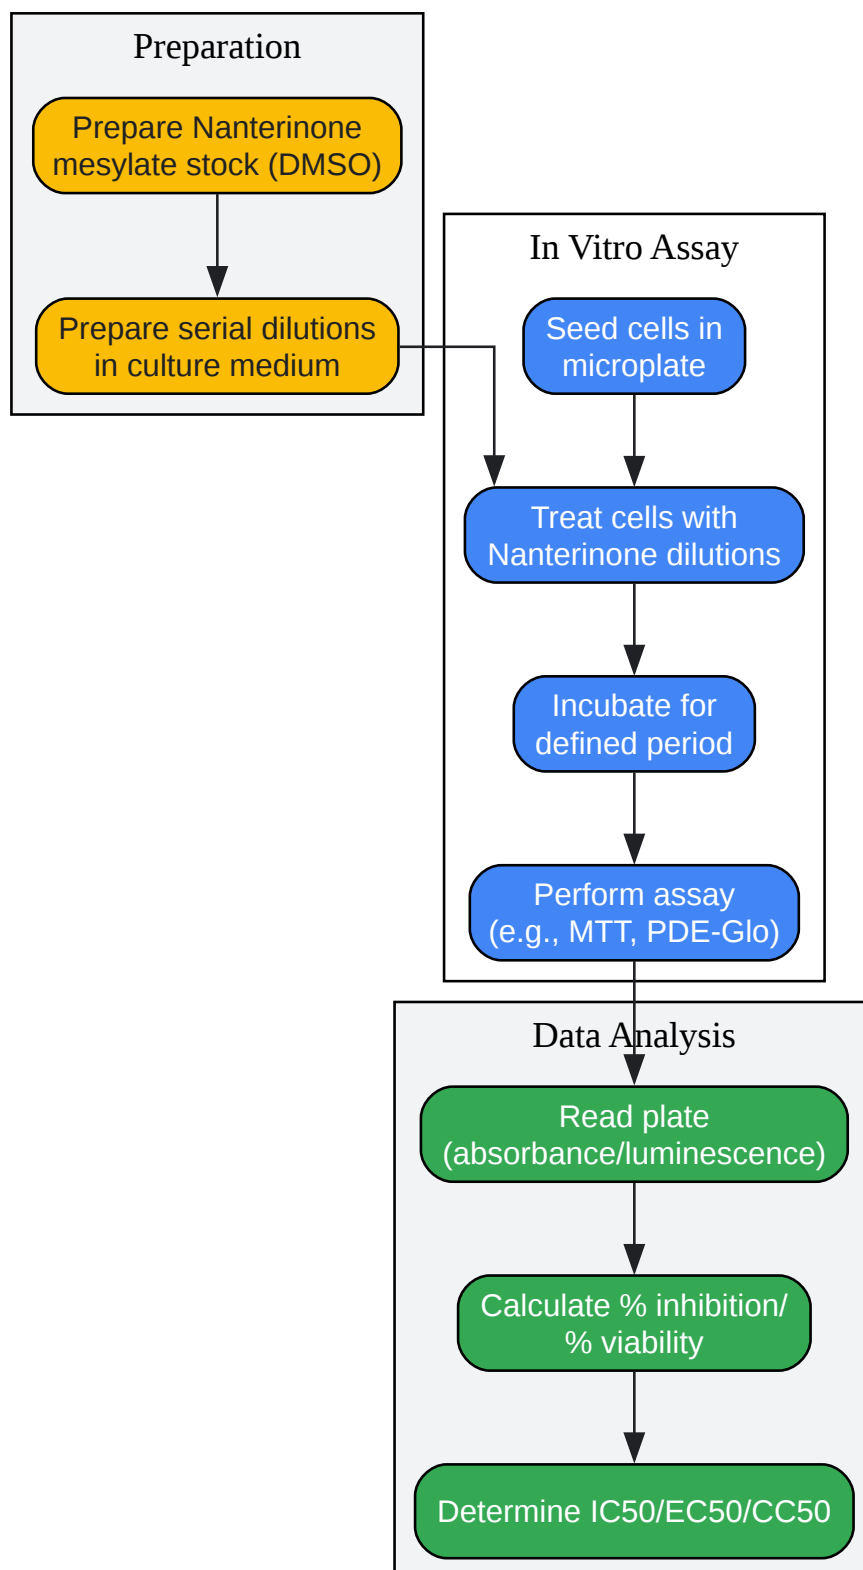 Preparation
Prepare Nanterinone
mesylate stock (DMSO)
Prepare serial dilutions
in culture medium
In Vitro Assay
Seed cells in
microplate
Treat cells with
Nanterinone dilutions
Incubate for
defined period
Perform assay
(e.g., MTT, PDE-Glo)
Data Analysis
Read plate
(absorbance/luminescence)
Calculate % inhibition/
% viability
Determine IC50/EC50/CC50